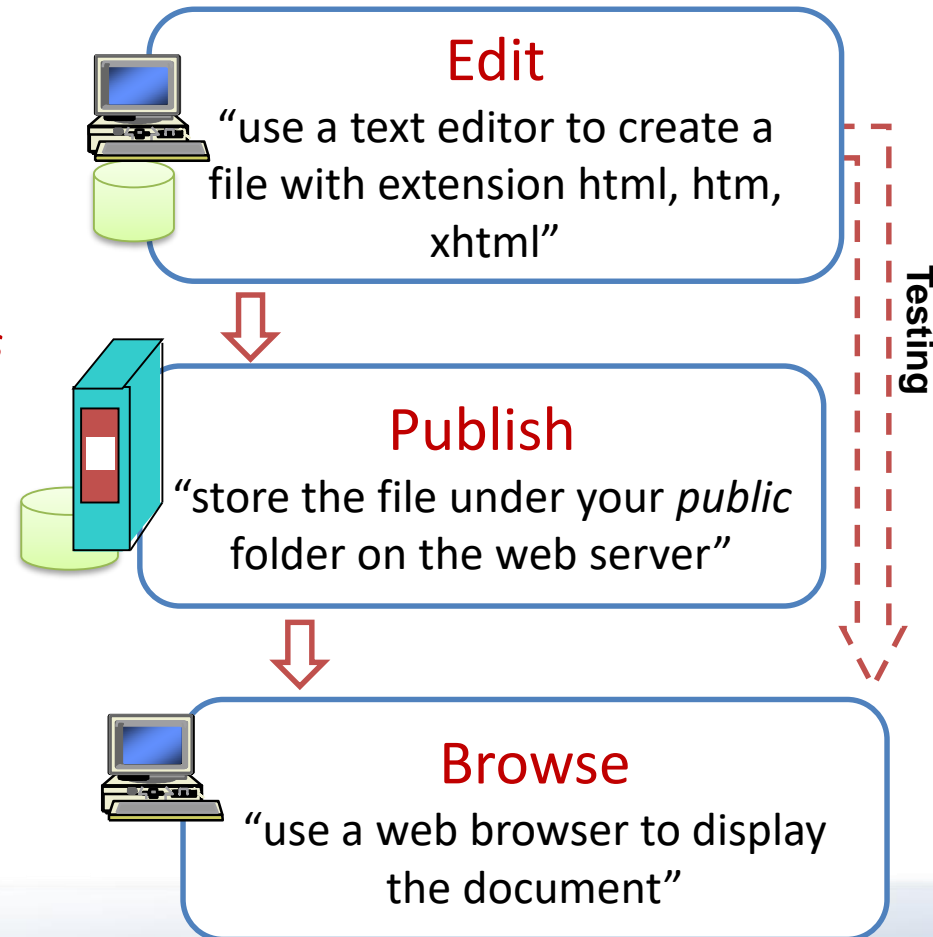 Edit
“use a text editor to create a
file with extension html, htm,
xhtml”
Testing
Publish
“store the file under your public
folder on the web server”
Browse
“use a web browser to display
the document”